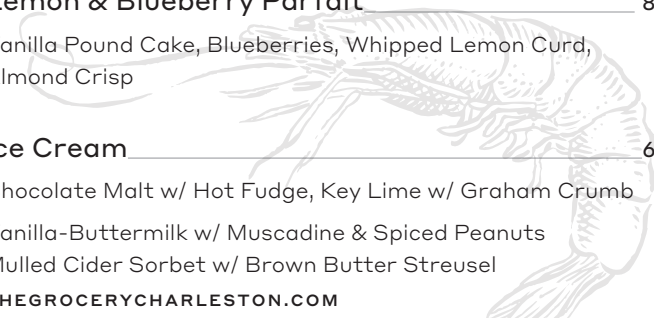 emon & Blueberry Parfait 8
anilla Pound Cake, Blueberries, Whipped Lemon Curd,
lmond Crisp
ce Cream 6
hocolate Malt w/ Hot Fudge, Key Lime w/ Graham Crumb
anilla-Buttermilk w/ Muscadine & Spiced Peanuts
ulled Cider Sorbet w/ Brown Butter Streusel
HEGROCERYCHARLESTON.COM